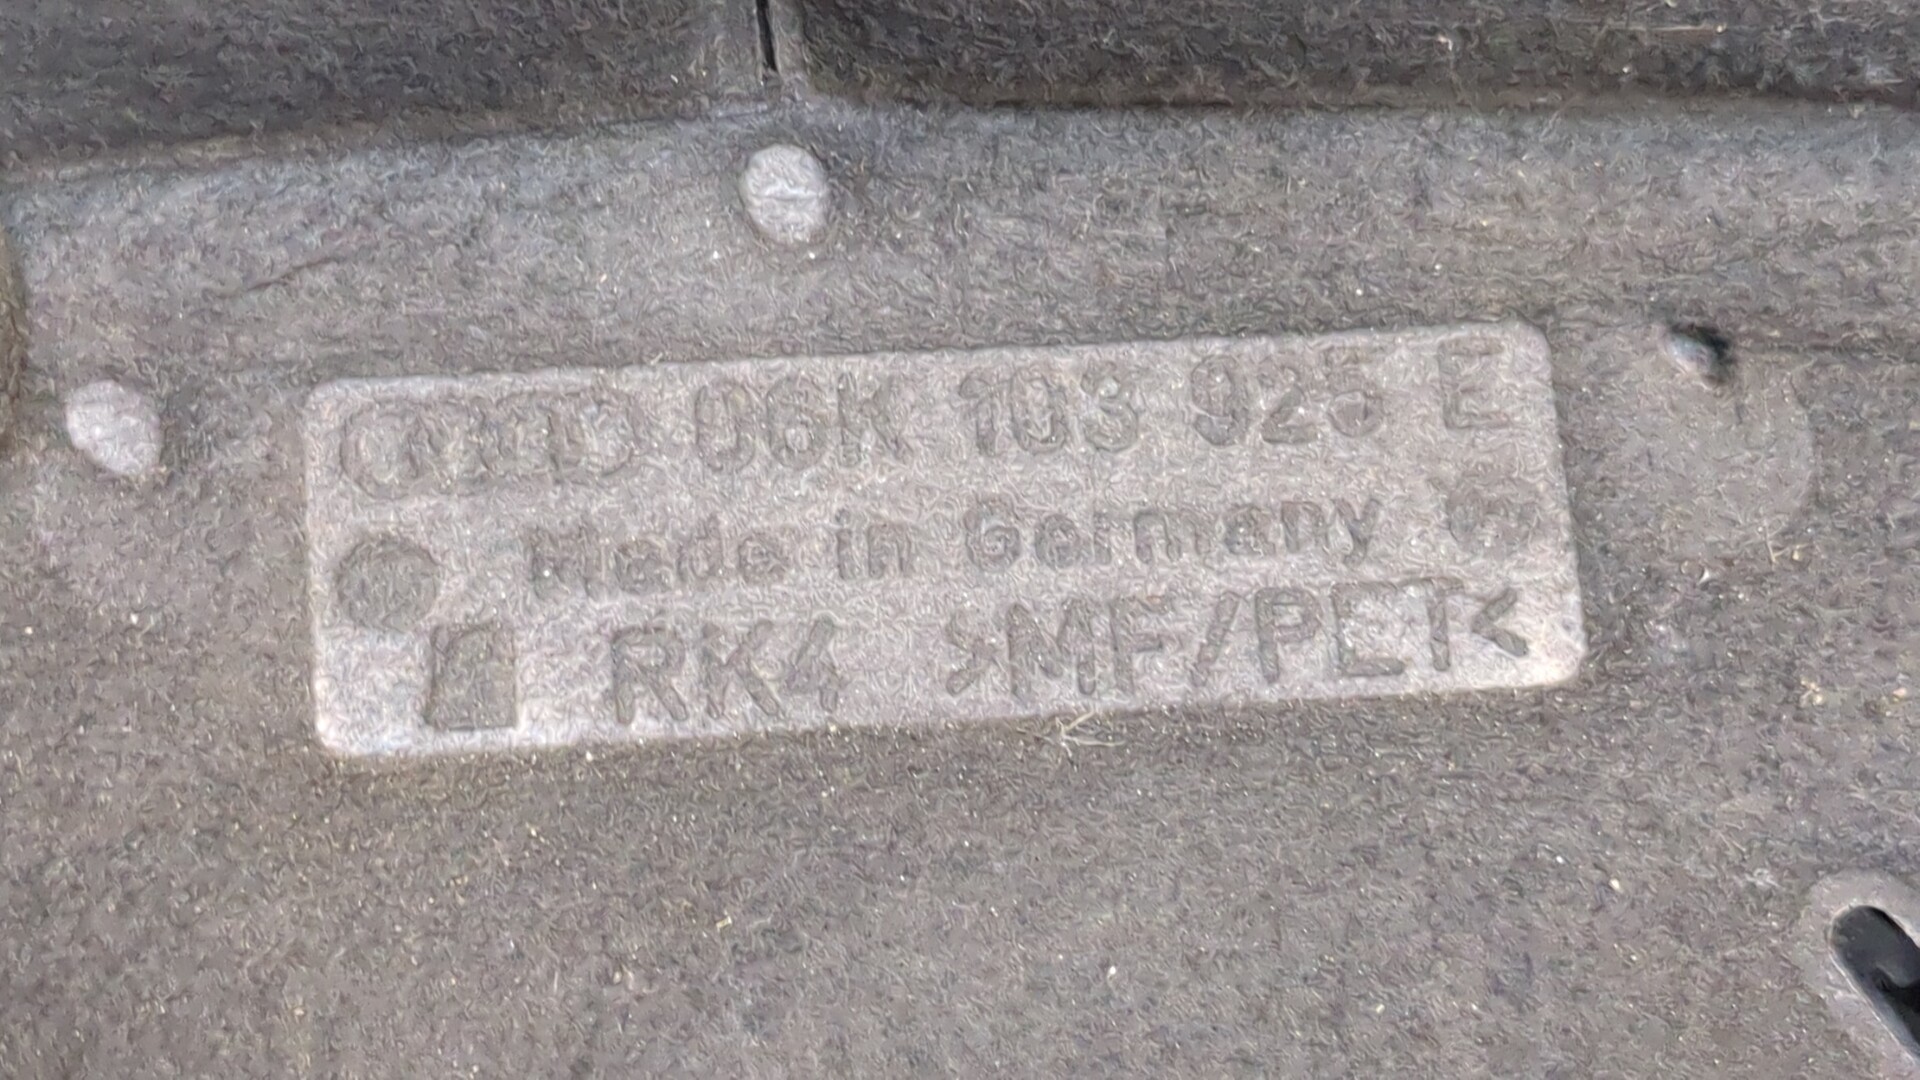 06K 103 925 E
Made in Germany
RK4 >MF/PET<